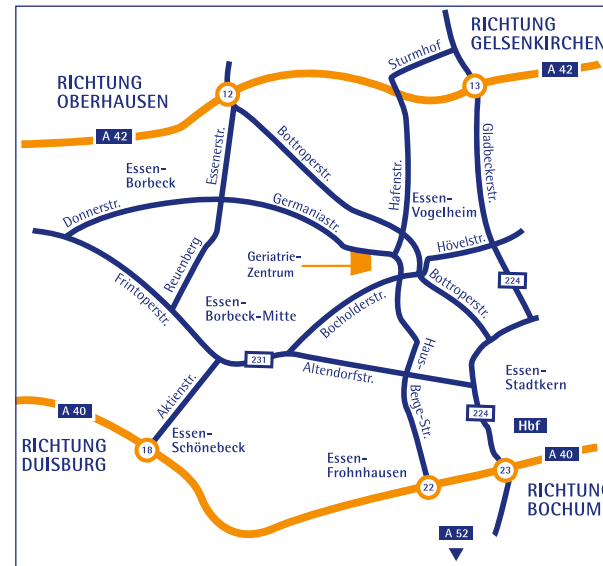 RICHTUNG
GELSENKIRCHEN
Sturmhof
A 42
13
RICHTUNG
OBERHAUSEN
12
A 42
Essenerstr.
Bottroperstr.
Hafenstr.
Gladbeckerstr.
Essen-
Borbeck
Donnerstr.
Germaniastr.
Essen-
Vogelheim
Hövelstr.
Reuenberg
Geriatrie-
Zentrum
224
Bottroperstr.
Frintoperstr.
Essen-
Borbeck-Mitte
Bocholderstr.
Haus-
Berge-Str.
231
Altendorfstr.
Essen-
Stadtkern
Aktienstr.
224
Hbf
A 40
RICHTUNG
DUISBURG
18
Essen-
Schönebeck
Essen-
Frohnhausen
22
23
A 40
RICHTUNG
BOCHUM
A 52